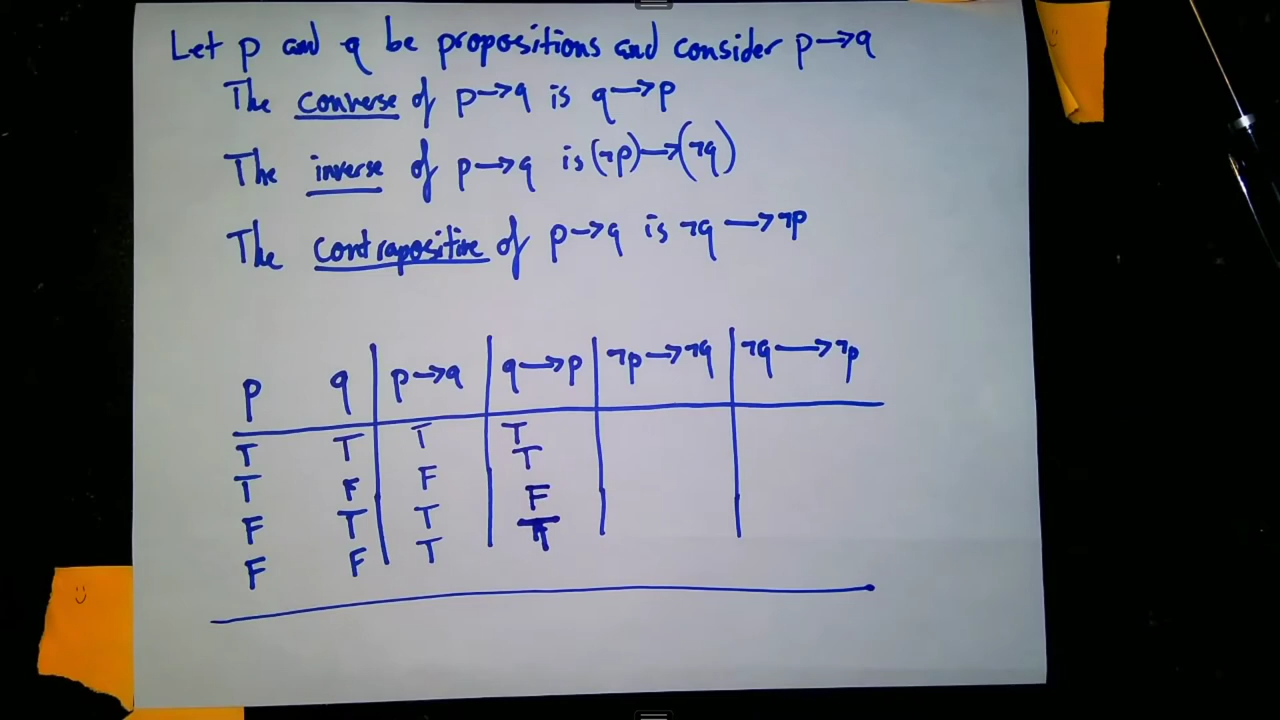 Let p and q be propositions and consider p→q
The converse of p→q is q→p
The inverse of p→q is (¬p)→(¬q)
The contrapositive of p→q is ¬q→¬p
p q p→q q→p ¬p→¬q ¬q→¬p
T T T T
T F F T
F T T F
F F T T